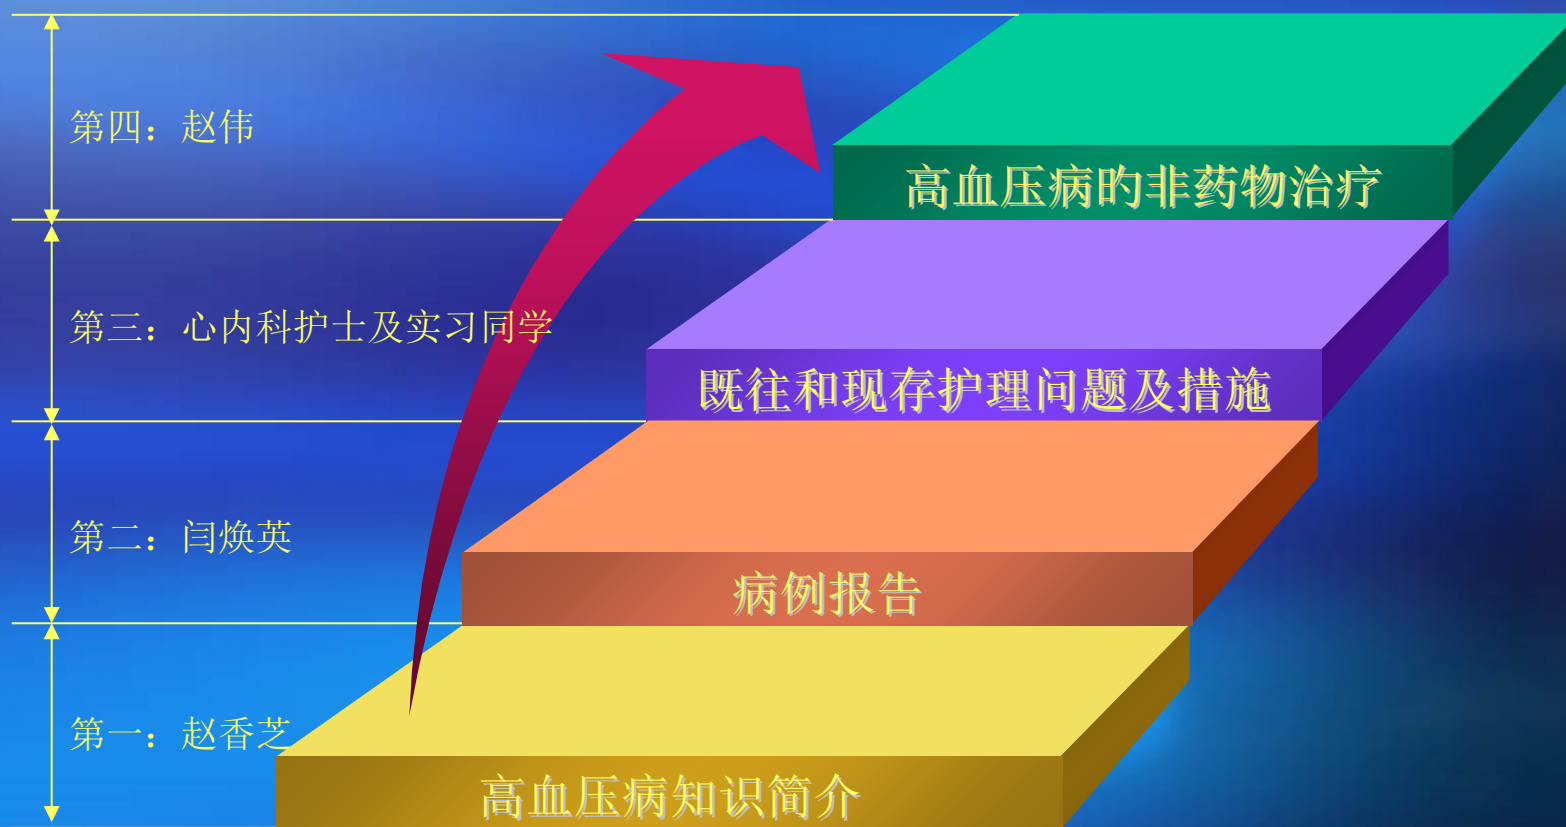 第四：赵伟
高血压病旳非药物治疗
第三：心内科护士及实习同学
既往和现存护理问题及措施
第二：闫焕英
病例报告
第一：赵香芝
高血压病知识简介